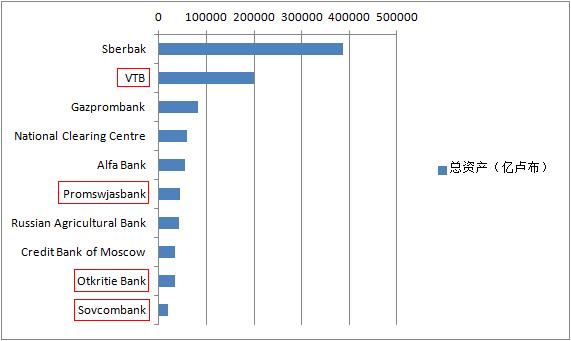 0 100000 200000 300000 400000 500000
Sberbak
VTB
Gazprombank
National Clearing Centre
Alfa Bank
Promswjasbank
Russian Agricultural Bank
Credit Bank of Moscow
Otkritie Bank
Sovcombank
总资产（亿卢布）